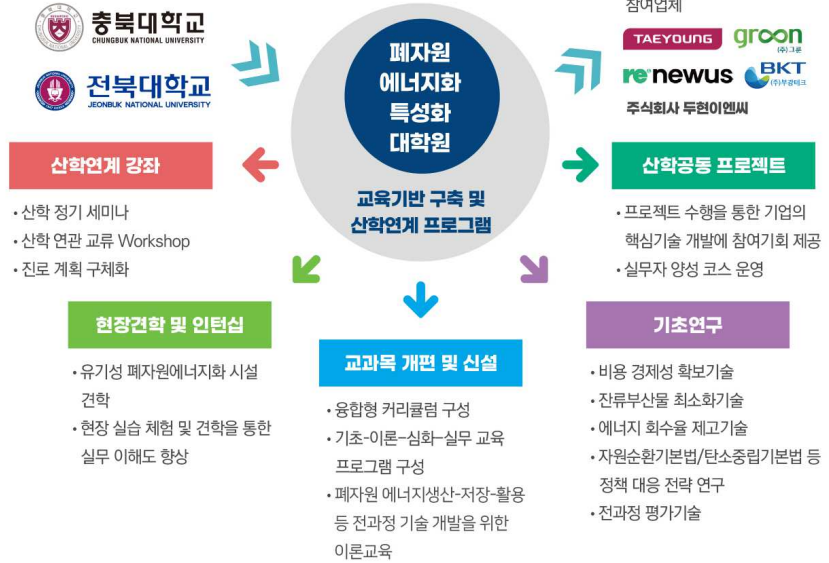 충북대학교
CHUNGBUK NATIONAL UNIVERSITY
전북대학교
JEONBUK NATIONAL UNIVERSITY
폐자원
에너지화
특성화
대학원
교육기반 구축 및
산학연계 프로그램
참여업체
TAEYOUNG
groon
(주)그룬
re·newus
BKT
(주)부강테크
주식회사 두현이엔씨
산학연계 강좌
• 산학 정기 세미나
• 산학 연관 교류 Workshop
• 진로 계획 구체화
산학공동 프로젝트
• 프로젝트 수행을 통한 기업의
핵심기술 개발에 참여기회 제공
• 실무자 양성 코스 운영
현장견학 및 인턴십
• 유기성 폐자원에너지화 시설
견학
• 현장 실습 체험 및 견학을 통한
실무 이해도 향상
교과목 개편 및 신설
• 융합형 커리큘럼 구성
• 기초-이론-심화-실무 교육
프로그램 구성
• 폐자원 에너지생산-저장-활용
등 전과정 기술 개발을 위한
이론교육
기초연구
• 비용 경제성 확보기술
• 잔류부산물 최소화기술
• 에너지 회수율 제고기술
• 자원순환기본법/탄소중립기본법 등
정책 대응 전략 연구
• 전과정 평가기술